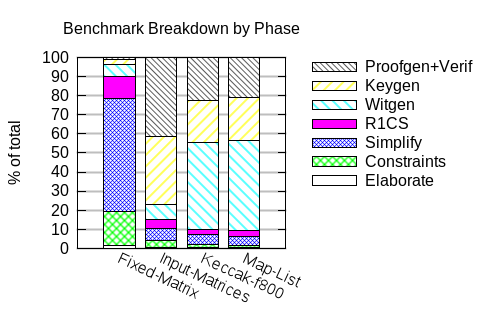 Benchmark Breakdown by Phase
% of total
100
90
80
70
60
50
40
30
20
10
0
Fixed-Matrix
Input-Matrices
Keccak-f800
Map-List
Proofgen+Verif
Keygen
Witgen
R1CS
Simplify
Constraints
Elaborate